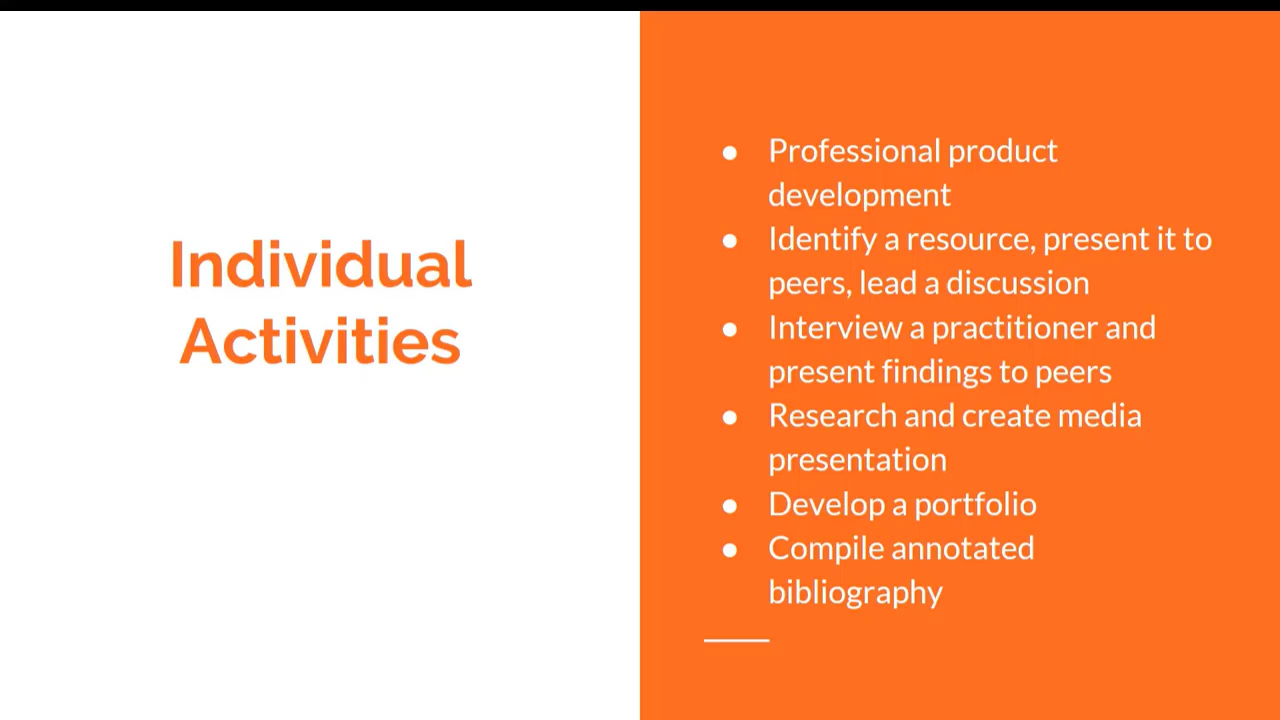 Individual
Activities
● Professional product
development
● Identify a resource, present it to
peers, lead a discussion
● Interview a practitioner and
present findings to peers
● Research and create media
presentation
● Develop a portfolio
● Compile annotated
bibliography